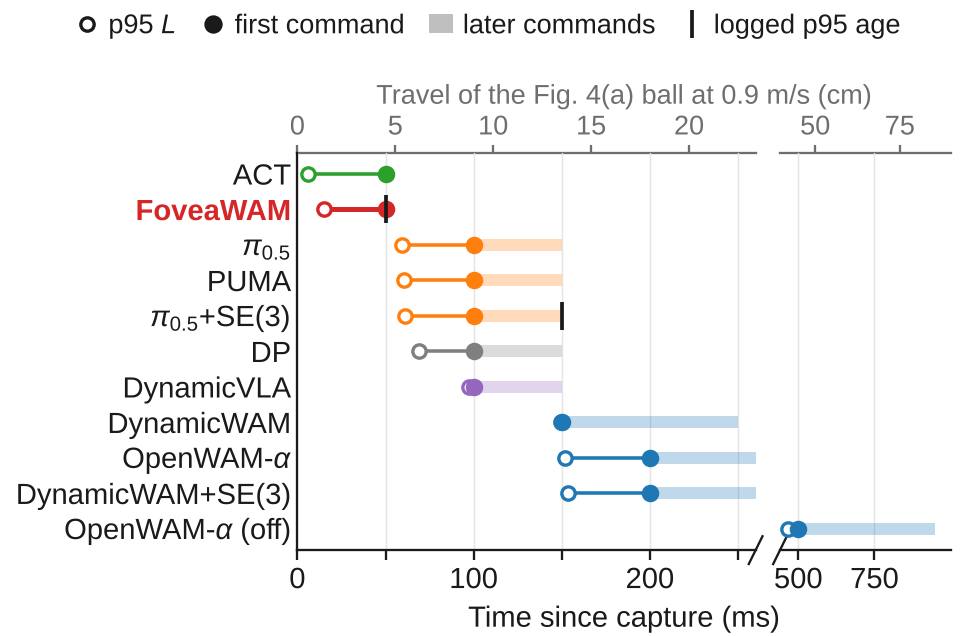 p95 L first command later commands logged p95 age
Travel of the Fig. 4(a) ball at 0.9 m/s (cm)
0 5 10 15 20 50 75
ACT
FoveaWAM
π0.5
PUMA
π0.5+SE(3)
DP
DynamicVLA
DynamicWAM
OpenWAM-α
DynamicWAM+SE(3)
OpenWAM-α (off)
0 100 200 500 750
Time since capture (ms)